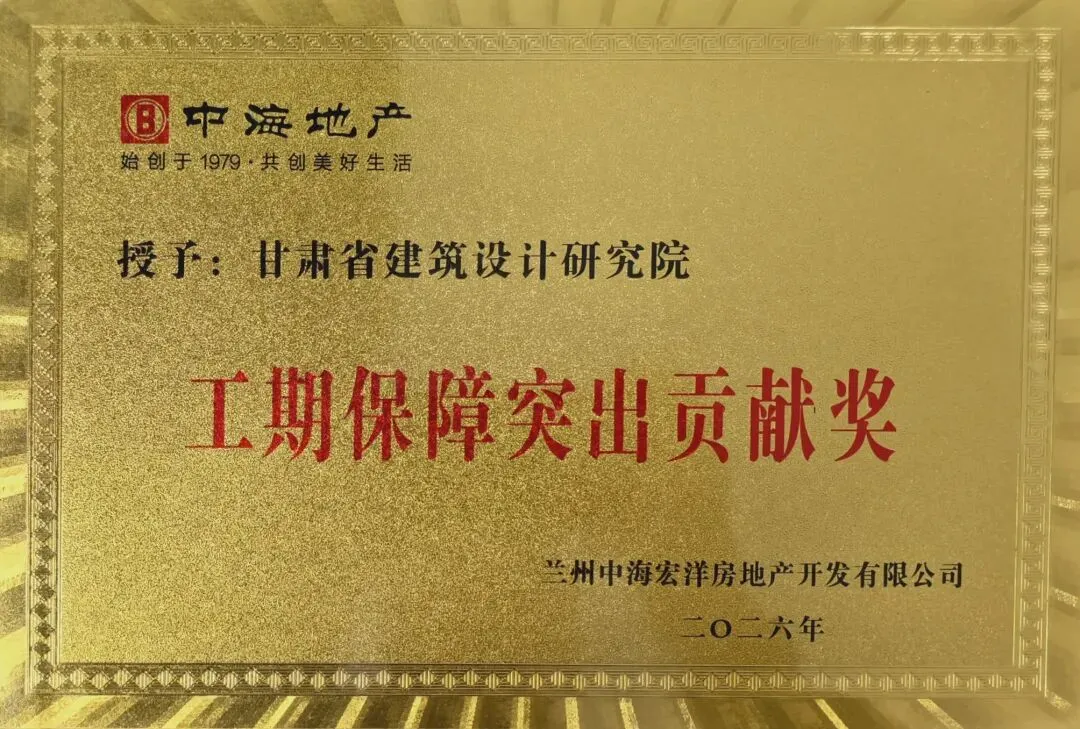 中海地产
始创于1979·共创美好生活
授予：甘肃省建筑设计研究院
工期保障突出贡献奖
兰州中海宏洋房地产开发有限公司
二〇二六年